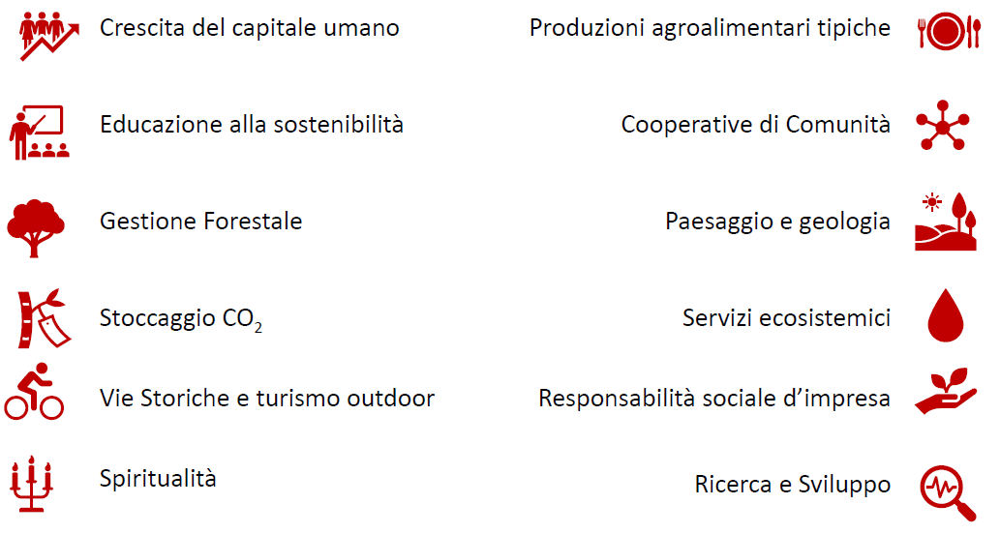 Crescita del capitale umano
Produzioni agroalimentari tipiche
Educazione alla sostenibilità
Cooperative di Comunità
Gestione Forestale
Paesaggio e geologia
Stoccaggio CO₂
Servizi ecosistemici
Vie Storiche e turismo outdoor
Responsabilità sociale d’impresa
Spiritualità
Ricerca e Sviluppo